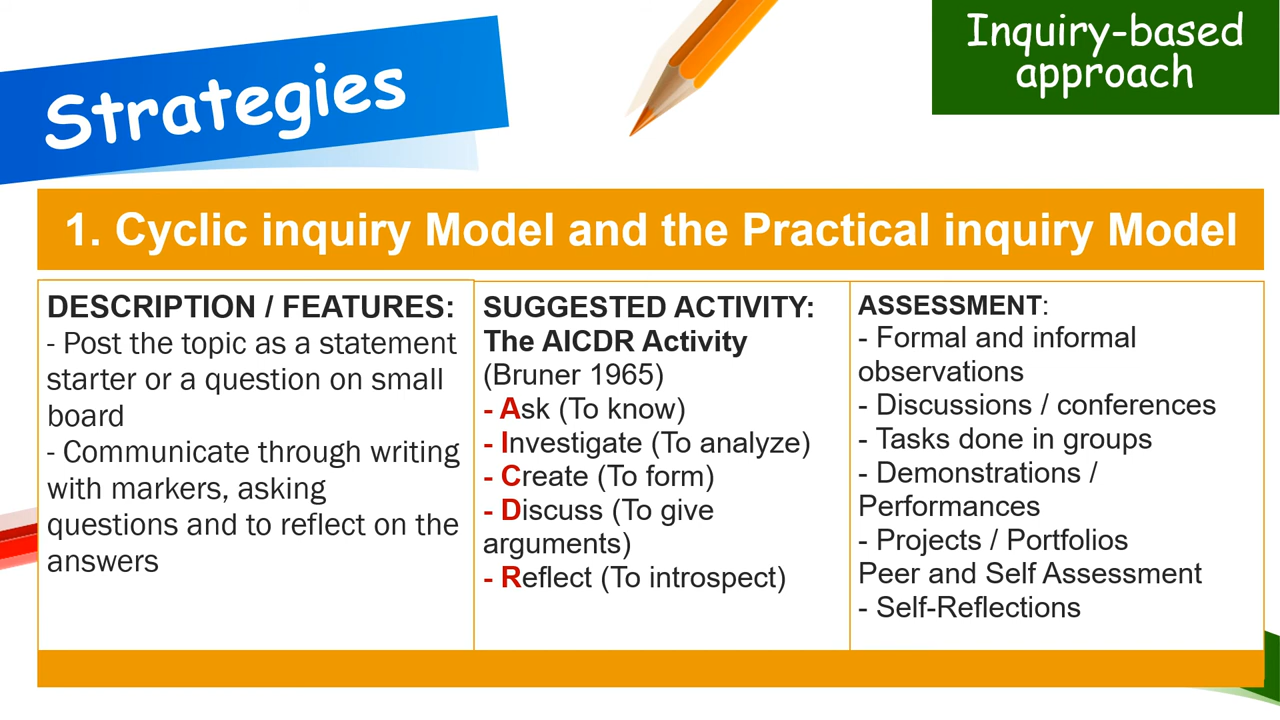 Strategies
Inquiry-based
approach
1. Cyclic inquiry Model and the Practical inquiry Model
DESCRIPTION / FEATURES:
- Post the topic as a statement
starter or a question on small
board
- Communicate through writing
with markers, asking
questions and to reflect on the
answers
SUGGESTED ACTIVITY:
The AICDR Activity
(Bruner 1965)
- Ask (To know)
- Investigate (To analyze)
- Create (To form)
- Discuss (To give
arguments)
- Reflect (To introspect)
ASSESSMENT:
- Formal and informal
observations
- Discussions / conferences
- Tasks done in groups
- Demonstrations /
Performances
- Projects / Portfolios
Peer and Self Assessment
- Self-Reflections